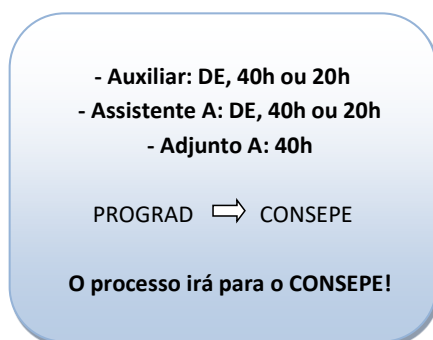 - Auxiliar: DE, 40h ou 20h
- Assistente A: DE, 40h ou 20h
- Adjunto A: 40h
PROGRAD ⇨ CONSEPE
O processo irá para o CONSEPE!